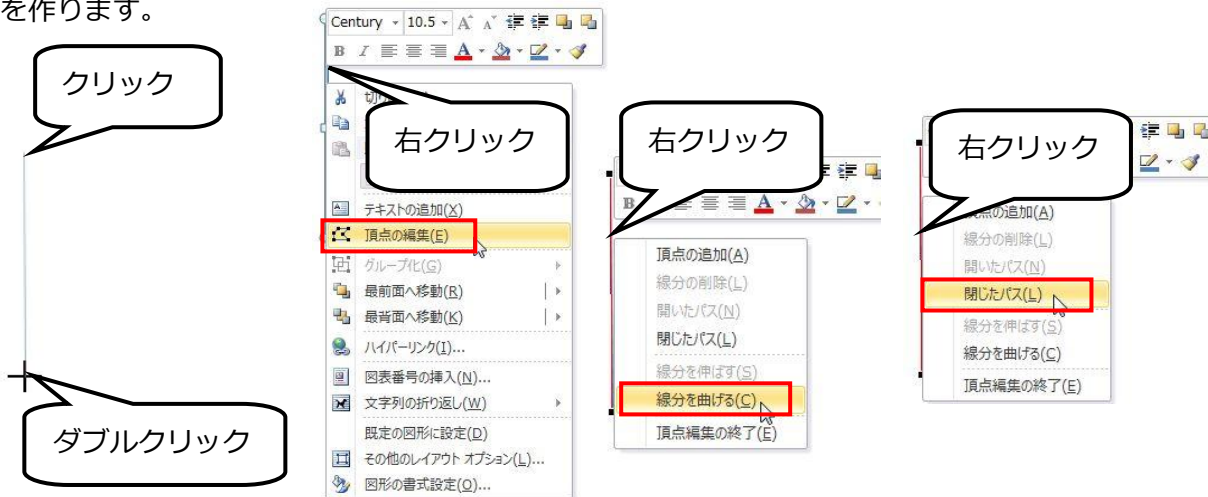 を作ります。
クリック
ダブルクリック
Century 10.5
右クリック
テキストの追加(X)
頂点の編集(E)
グループ化(G)
最前面へ移動(R)
最背面へ移動(K)
ハイパーリンク(I)...
図表番号の挿入(N)...
文字列の折り返し(W)
既定の図形に設定(D)
その他のレイアウト オプション(L)...
図形の書式設定(O)...
右クリック
頂点の追加(A)
線分の削除(L)
開いたパス(N)
閉じたパス(L)
線分を伸ばす(S)
線分を曲げる(C)
頂点編集の終了(E)
右クリック
頂点の追加(A)
線分の削除(L)
開いたパス(N)
閉じたパス(L)
線分を伸ばす(S)
線分を曲げる(C)
頂点編集の終了(E)